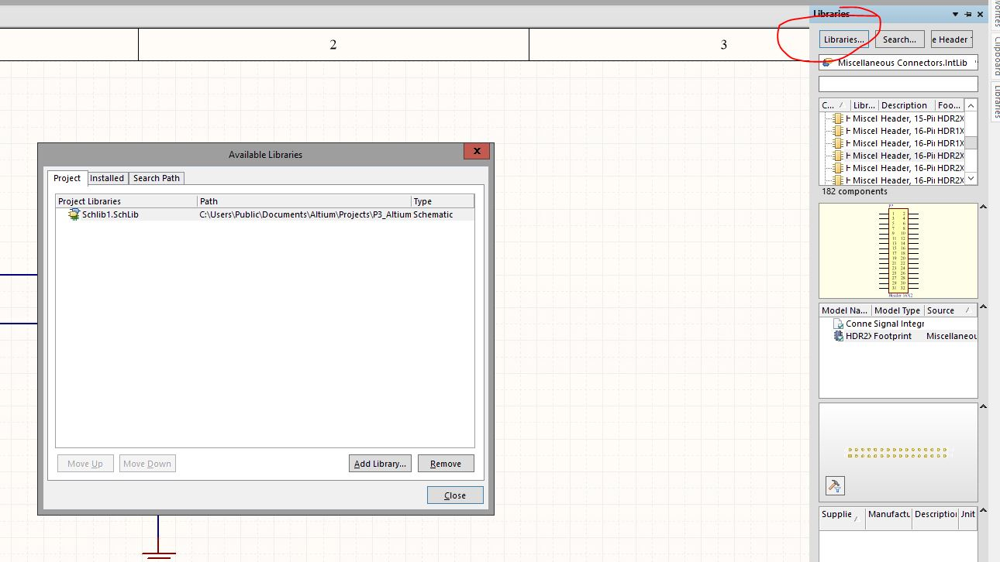 Libraries
Libraries...
Search...
e Header
2
3
Miscellaneous Connectors.IntLib
Clipboard
Libraries
C... Libr... Description Foo...
Miscel Header, 15-Pi HDR2X
Miscel Header, 16-Pi HDR1X
Miscel Header, 16-Pi HDR1X
Miscel Header, 16-Pi HDR2X
Miscel Header, 16-Pi HDR2X
Miscel Header, 16-Pi HDR2X
182 components
Header 16X2
Model Na... Model Type Source
Conne Signal Integr
HDR2X Footprint Miscellaneou
Supplie Manufactu Description Jnit
Available Libraries
Project Installed Search Path
Project Libraries Path Type
Schlib1.SchLib C:\Users\Public\Documents\Altium\Projects\P3_Altium Schematic
Move Up Move Down Add Library... Remove
Close